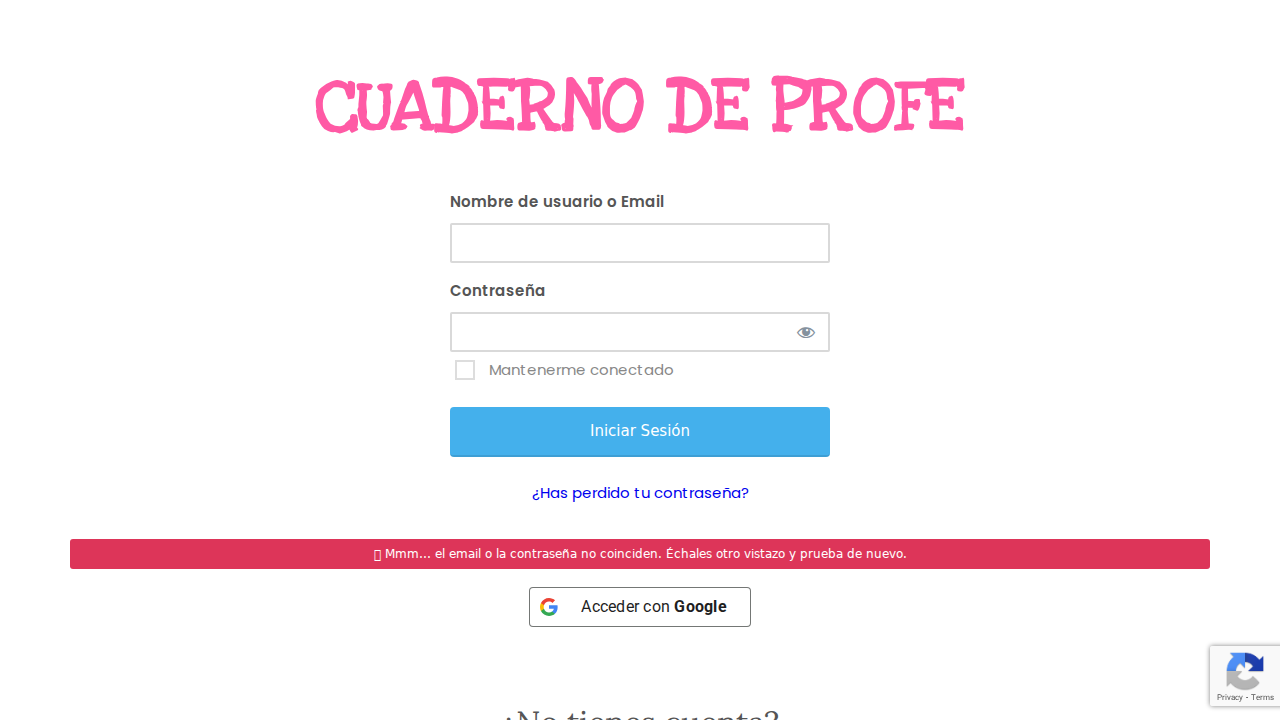 CUADERNO DE PROFE
Nombre de usuario o Email
Contraseña
Mantenerme conectado
Iniciar Sesión
¿Has perdido tu contraseña?
Mmm... el email o la contraseña no coinciden. Échales otro vistazo y prueba de nuevo.
Acceder con Google
Privacy - Terms
¿No tienes cuenta?